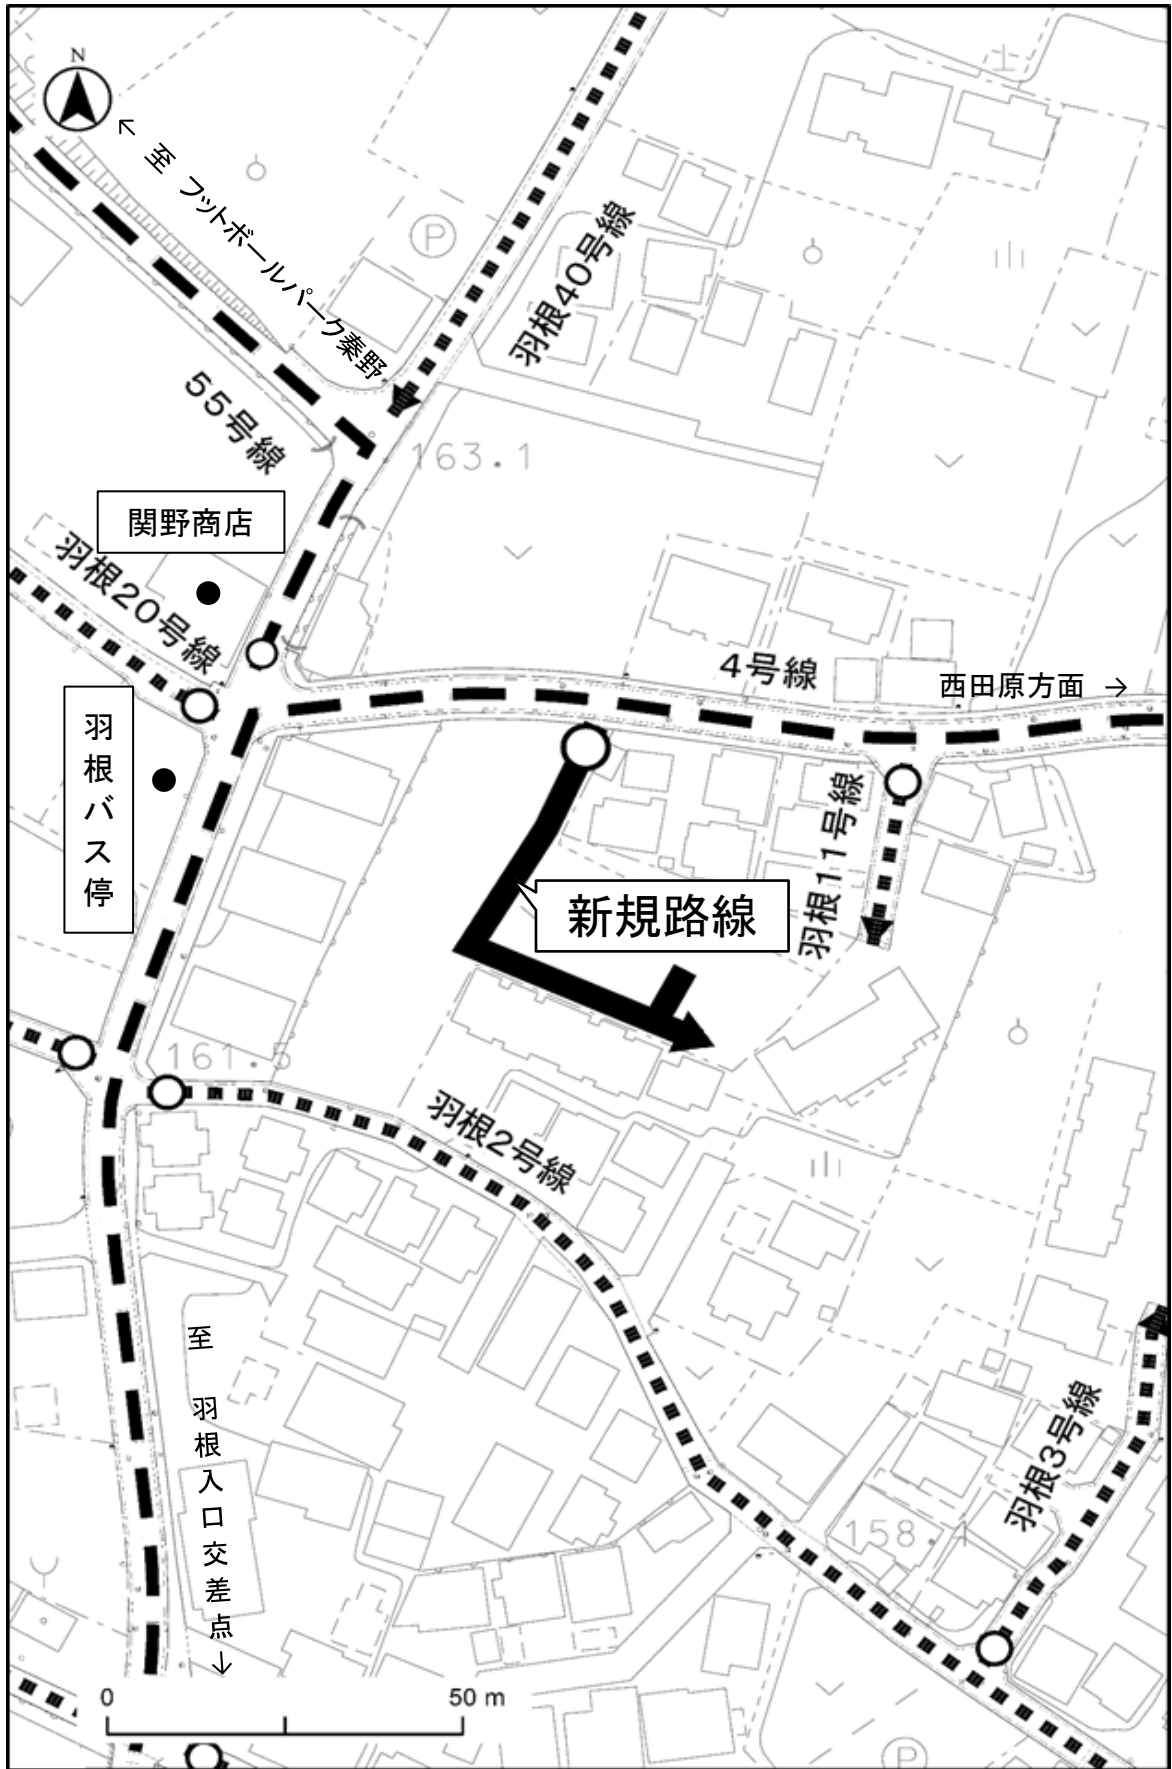 N
← 至 フットボールパーク秦野
P
羽根40号線
55号線
163.1
関野商店
羽根20号線
4号線
西田原方面 →
羽根バス停
羽根11号線
新規路線
161.
羽根2号線
至 羽根入口交差点 ↓
羽根3号線
158.
0 50 m
P